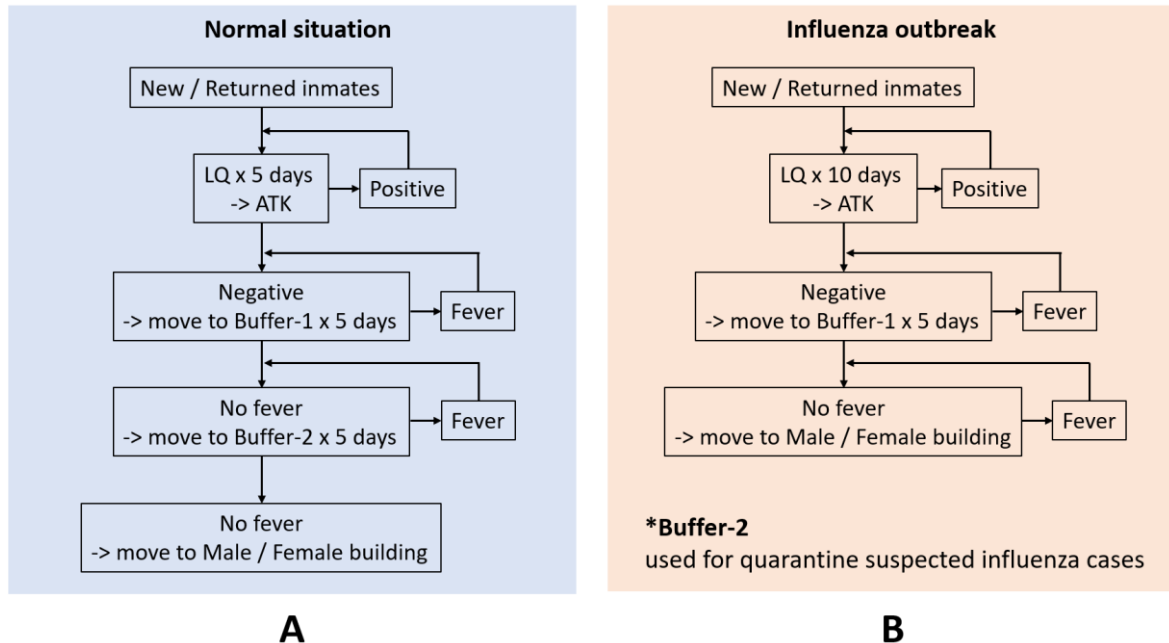 Normal situation
New / Returned inmates
LQ x 5 days
-> ATK
Positive
Negative
-> move to Buffer-1 x 5 days
Fever
No fever
-> move to Buffer-2 x 5 days
Fever
No fever
-> move to Male / Female building
A
Influenza outbreak
New / Returned inmates
LQ x 10 days
-> ATK
Positive
Negative
-> move to Buffer-1 x 5 days
Fever
No fever
-> move to Male / Female building
Fever
*Buffer-2
used for quarantine suspected influenza cases
B